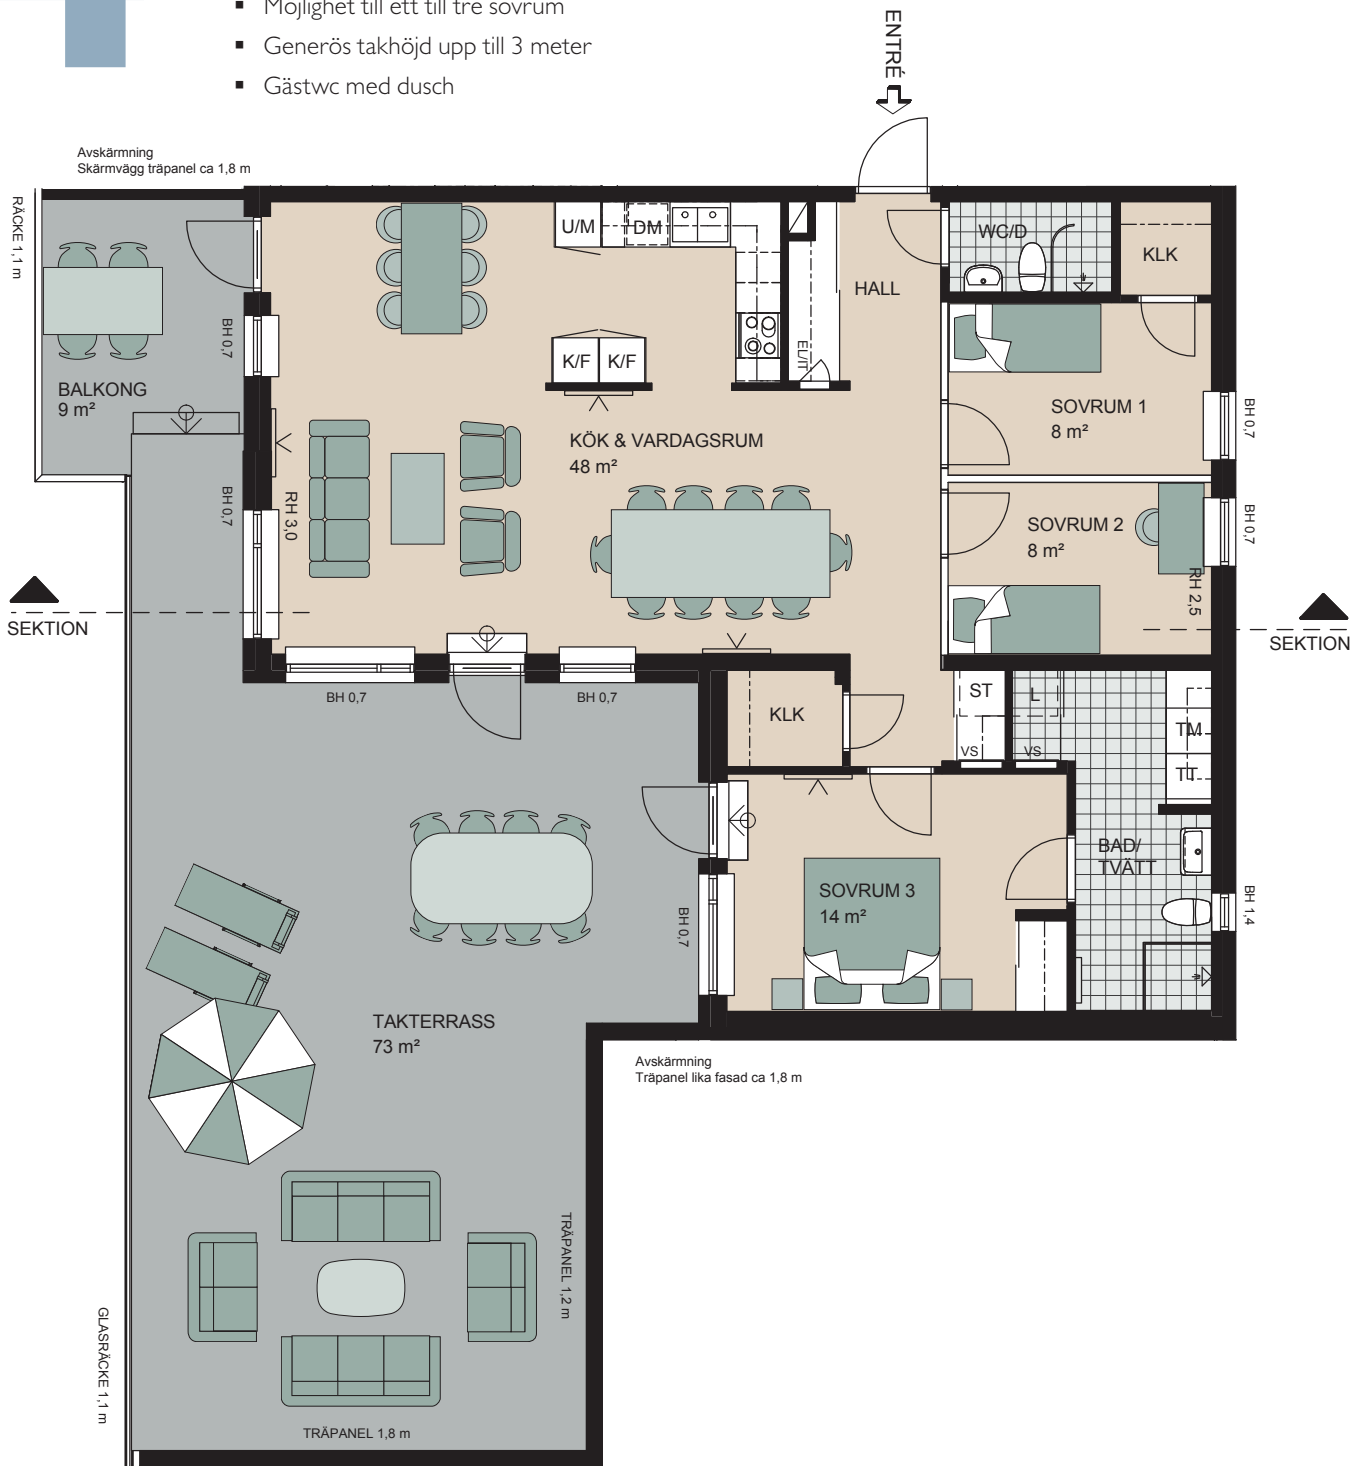 ▪ Möjlighet till ett till tre sovrum
▪ Generös takhöjd upp till 3 meter
▪ Gästwc med dusch
ENTRÉ
Avskärmning
Skärmvägg träpanel ca 1,8 m
RÄCKE 1,1 m
U/M
DM
WC/D
KLK
HALL
EL/IT
K/F
K/F
BH 0,7
BALKONG
9 m²
SOVRUM 1
8 m²
BH 0,7
KÖK & VARDAGSRUM
48 m²
BH 0,7
RH 3,0
SOVRUM 2
8 m²
BH 0,7
RH 2,5
SEKTION
SEKTION
BH 0,7
BH 0,7
KLK
ST
L
VS
VS
TM
TT
BAD/
TVÄTT
SOVRUM 3
14 m²
BH 0,7
BH 1,4
TAKTERRASS
73 m²
Avskärmning
Träpanel lika fasad ca 1,8 m
TRÄPANEL 1,2 m
GLASRÄCKE 1,1 m
TRÄPANEL 1,8 m